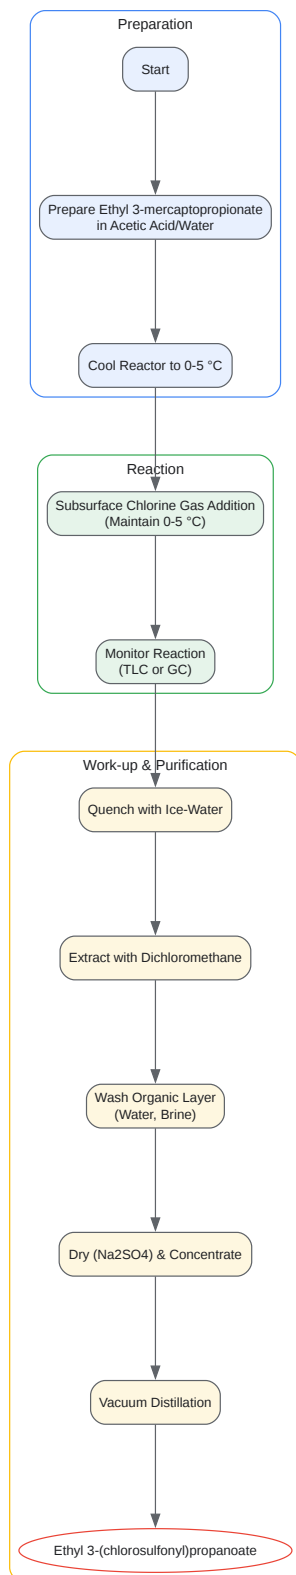 Preparation
Start
Prepare Ethyl 3-mercaptopropionate
in Acetic Acid/Water
Cool Reactor to 0-5 °C
Reaction
Subsurface Chlorine Gas Addition
(Maintain 0-5 °C)
Monitor Reaction
(TLC or GC)
Work-up & Purification
Quench with Ice-Water
Extract with Dichloromethane
Wash Organic Layer
(Water, Brine)
Dry (Na2SO4) & Concentrate
Vacuum Distillation
Ethyl 3-(chlorosulfonyl)propanoate